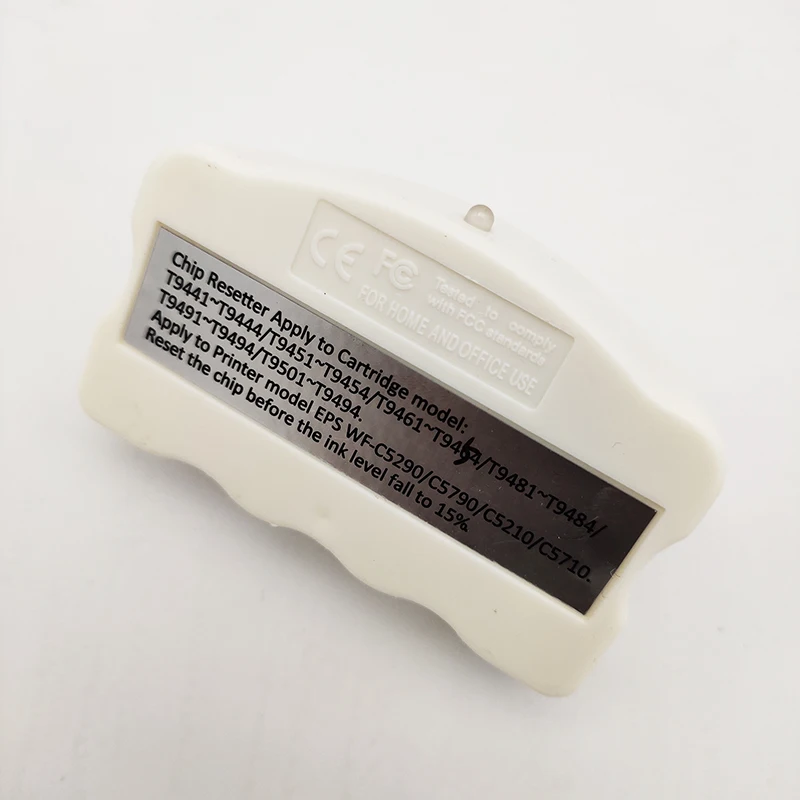 CE FC Tested to comply
with FCC standards
FOR HOME AND OFFICE USE
Chip Resetter Apply to Cartridge model:
T9441~T9444/T9451~T9454/T9461~T9464/T9481~T9484/
T9491~T9494/T9501~T9494.
Apply to Printer model EPS WF-C5290/C5790/C5210/C5710.
Reset the chip before the ink level fall to 15%.